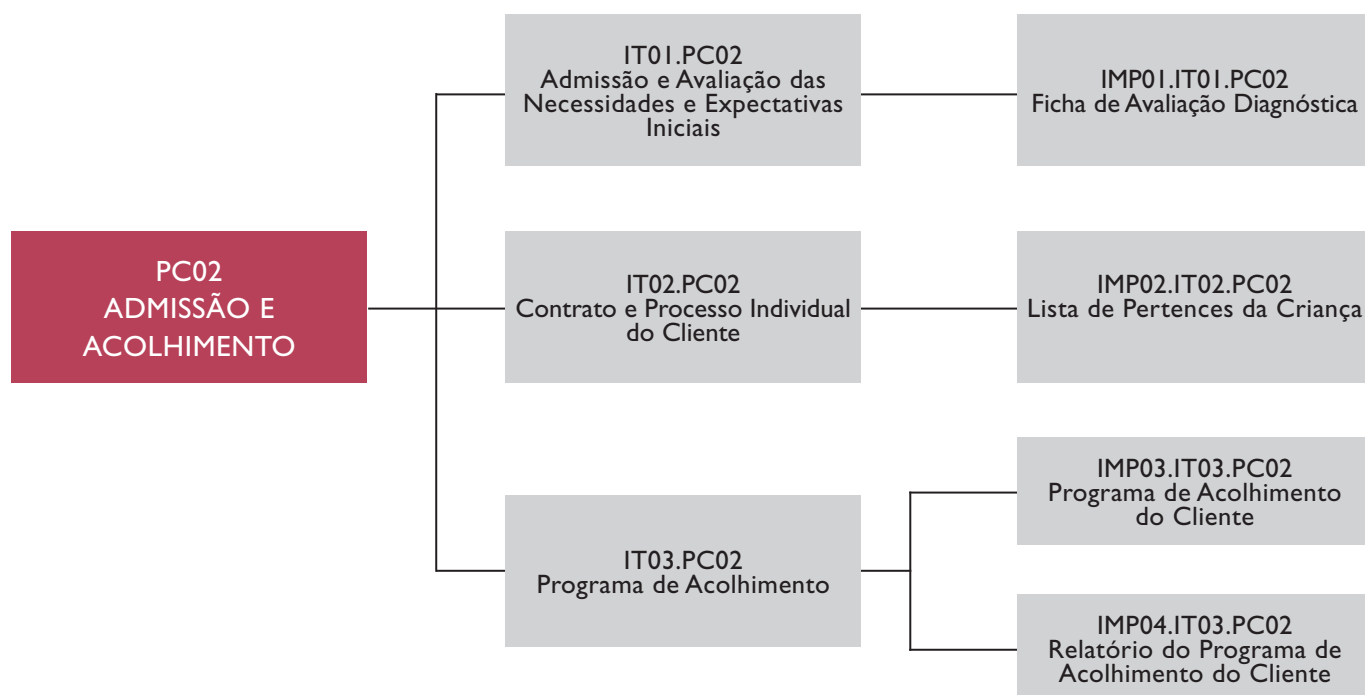 IT01.PC02
Admissão e Avaliação das
Necessidades e Expectativas
Iniciais
IMP01.IT01.PC02
Ficha de Avaliação Diagnóstica
PC02
ADMISSÃO E
ACOLHIMENTO
IT02.PC02
Contrato e Processo Individual
do Cliente
IMP02.IT02.PC02
Lista de Pertences da Criança
IT03.PC02
Programa de Acolhimento
IMP03.IT03.PC02
Programa de Acolhimento
do Cliente
IMP04.IT03.PC02
Relatório do Programa de
Acolhimento do Cliente